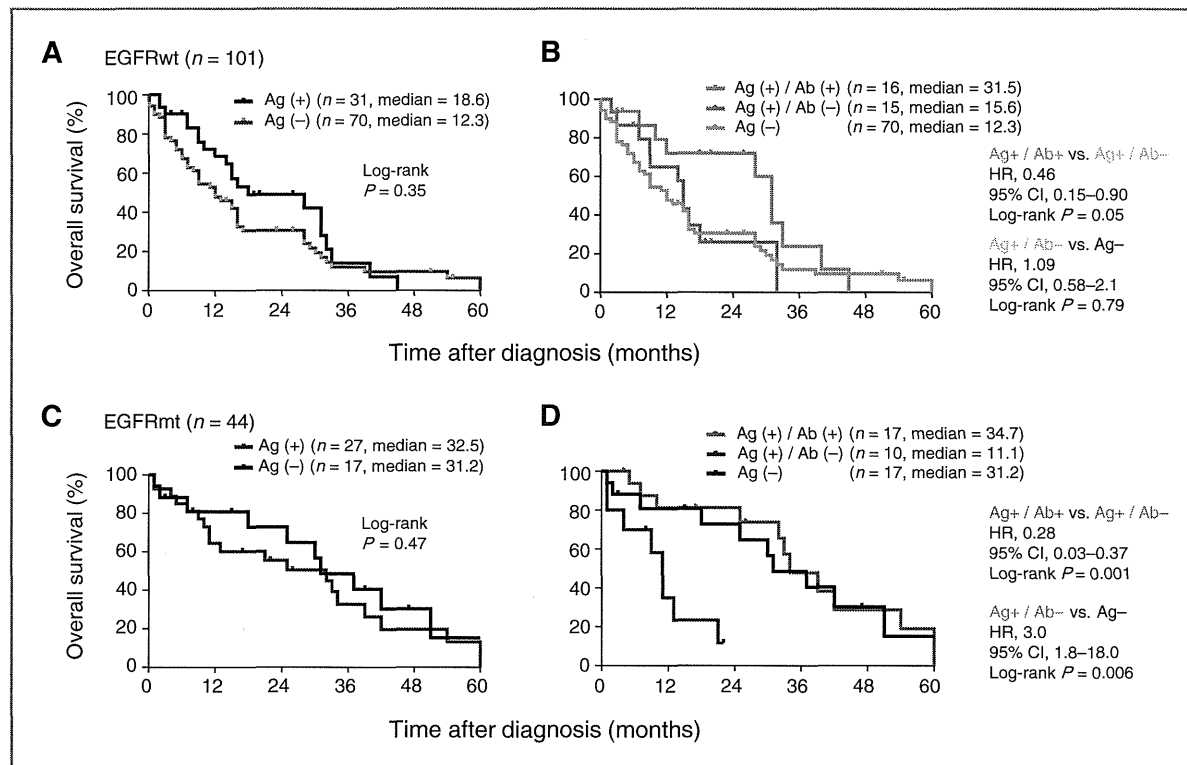 A
EGFRwt (n = 101)
Ag (+) (n = 31, median = 18.6)
Ag (−) (n = 70, median = 12.3)
Log-rank
P = 0.35
Overall survival (%)
100
80
60
40
20
0
0 12 24 36 48 60
B
Ag (+) / Ab (+) (n = 16, median = 31.5)
Ag (+) / Ab (−) (n = 15, median = 15.6)
Ag (−) (n = 70, median = 12.3)
100
80
60
40
20
0
0 12 24 36 48 60
Ag+ / Ab+ vs. Ag+ / Ab−
HR, 0.46
95% CI, 0.15–0.90
Log-rank P = 0.05
Ag+ / Ab− vs. Ag−
HR, 1.09
95% CI, 0.58–2.1
Log-rank P = 0.79
Time after diagnosis (months)
C
EGFRmt (n = 44)
Ag (+) (n = 27, median = 32.5)
Ag (−) (n = 17, median = 31.2)
Log-rank
P = 0.47
Overall survival (%)
100
80
60
40
20
0
0 12 24 36 48 60
D
Ag (+) / Ab (+) (n = 17, median = 34.7)
Ag (+) / Ab (−) (n = 10, median = 11.1)
Ag (−) (n = 17, median = 31.2)
100
80
60
40
20
0
0 12 24 36 48 60
Ag+ / Ab+ vs. Ag+ / Ab−
HR, 0.28
95% CI, 0.03–0.37
Log-rank P = 0.001
Ag+ / Ab− vs. Ag−
HR, 3.0
95% CI, 1.8–18.0
Log-rank P = 0.006
Time after diagnosis (months)